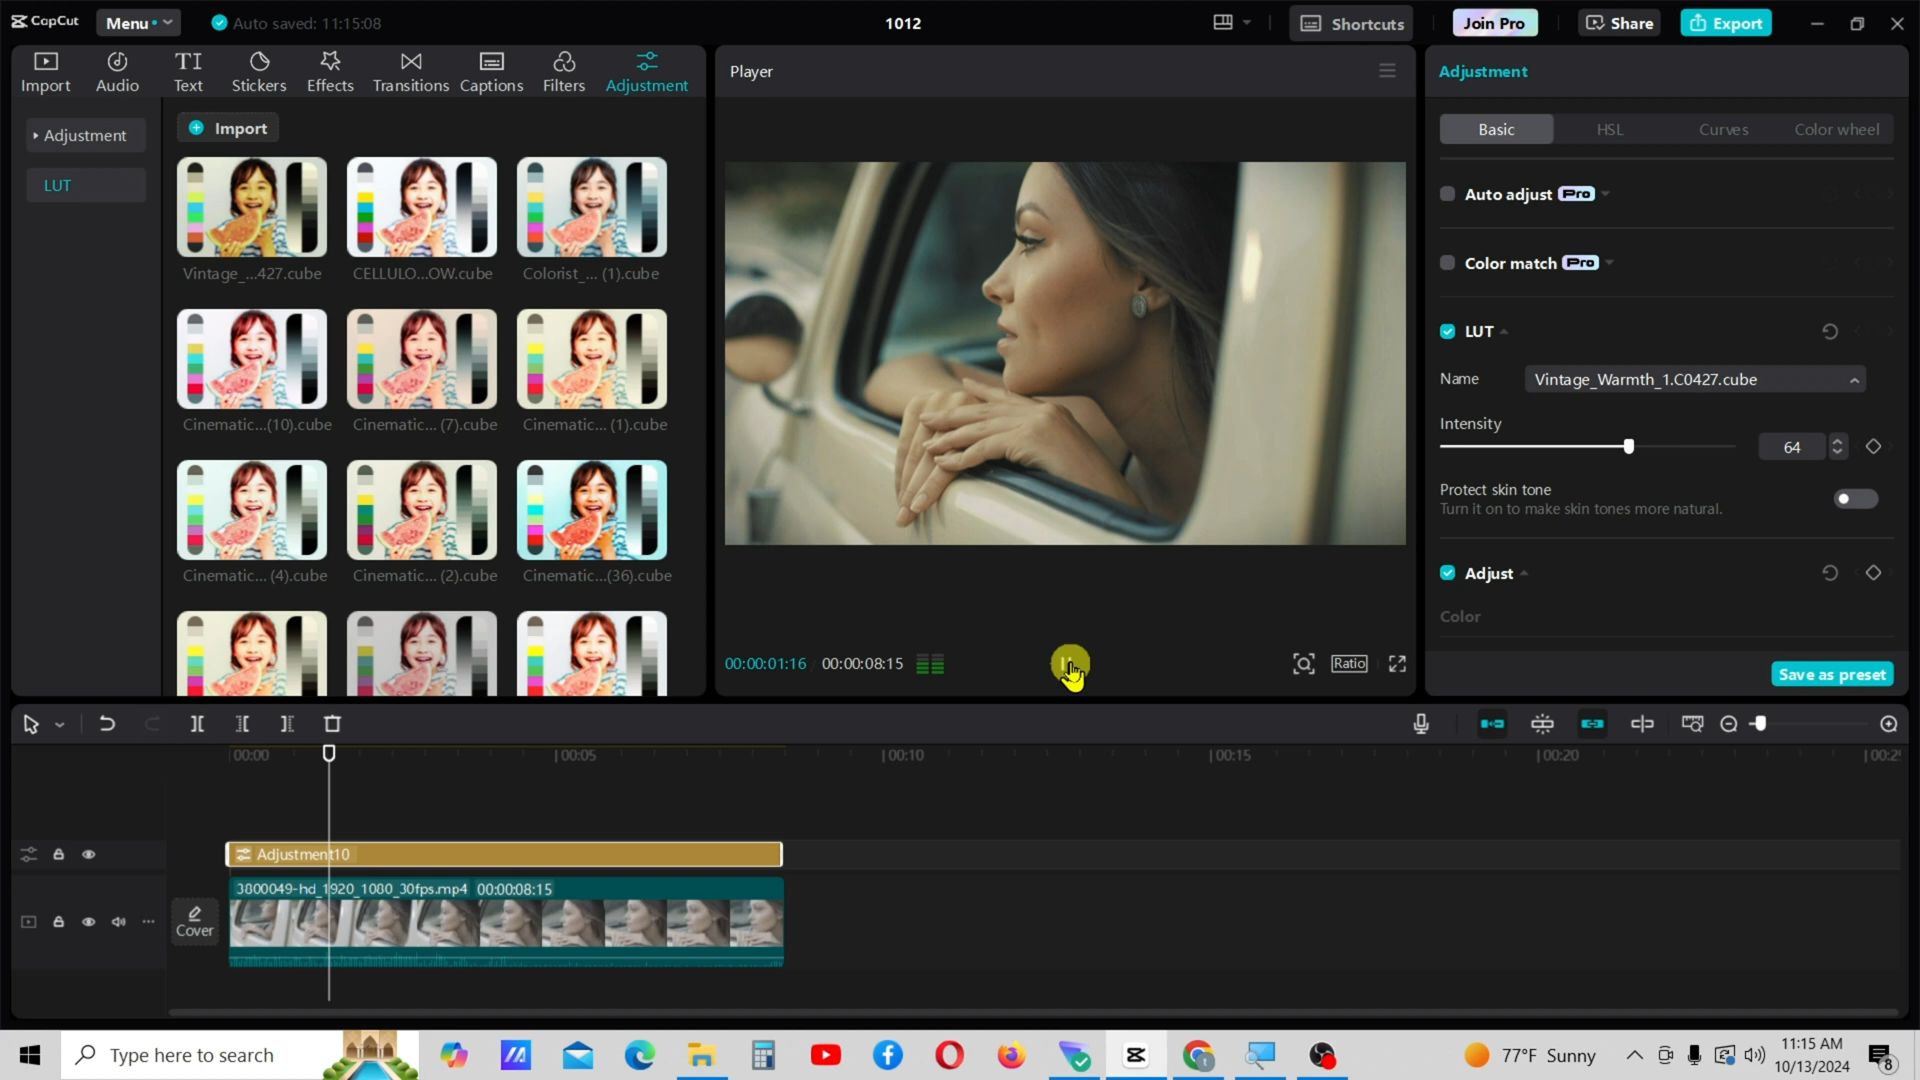 CapCut
Menu
Auto saved: 11:15:08
1012
Shortcuts
Join Pro
Share
Export
Import
Audio
TI
Text
Stickers
Effects
Transitions
Captions
Filters
Adjustment
Adjustment
LUT
Import
Vintage_...427.cube
CELLULO...OW.cube
Colorist_... (1).cube
Cinematic...(10).cube
Cinematic... (7).cube
Cinematic... (1).cube
Cinematic... (4).cube
Cinematic... (2).cube
Cinematic...(36).cube
Player
00:00:01:16
00:00:08:15
Ratio
Adjustment
Basic
HSL
Curves
Color wheel
Auto adjust Pro
Color match Pro
LUT
Name
Vintage_Warmth_1.C0427.cube
Intensity
64
Protect skin tone
Turn it on to make skin tones more natural.
Adjust
Color
Save as preset
00:00
00:05
00:10
00:15
00:20
00:2
Adjustment10
3800049-hd_1920_1080_30fps.mp4 00:00:08:15
Cover
Type here to search
77°F Sunny
11:15 AM
10/13/2024
8